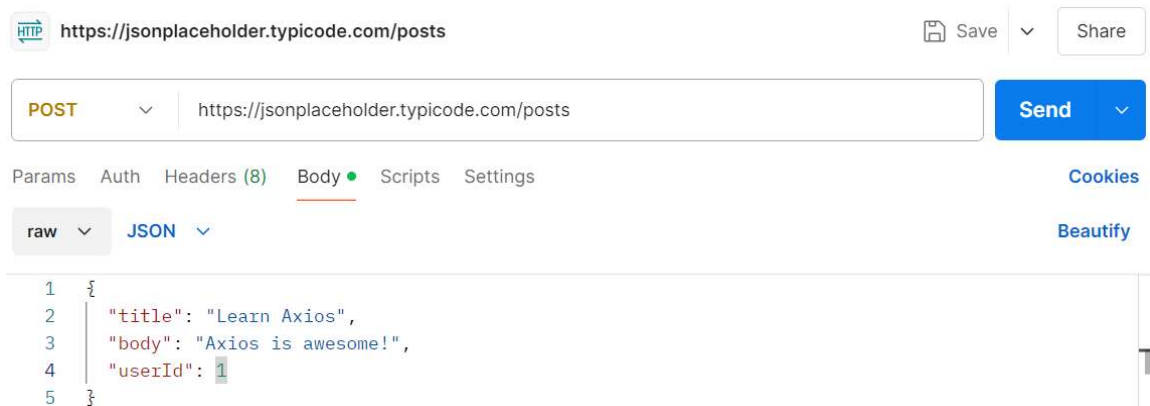 HTTP https://jsonplaceholder.typicode.com/posts Save Share
POST https://jsonplaceholder.typicode.com/posts Send
Params Auth Headers (8) Body Scripts Settings Cookies
raw JSON Beautify
1 {
2 "title": "Learn Axios",
3 "body": "Axios is awesome!",
4 "userId": 1
5 }